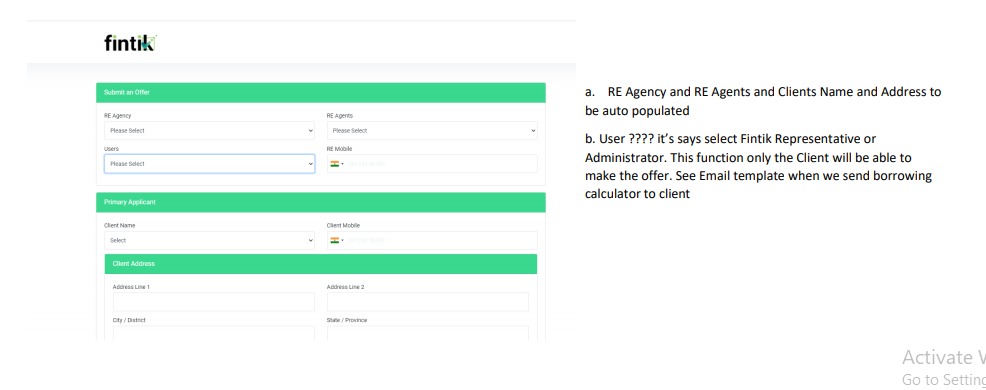 fintik
Submit an Offer
RE Agency
RE Agents
Please Select
Please Select
Users
RE Mobile
Please Select
Primary Applicant
Client Name
Client Mobile
Select
Client Address
Address Line 1
Address Line 2
City / District
State / Province
a. RE Agency and RE Agents and Clients Name and Address to
be auto populated
b. User ???? it's says select Fintik Representative or
Administrator. This function only the Client will be able to
make the offer. See Email template when we send borrowing
calculator to client
Activate
Go to Setting